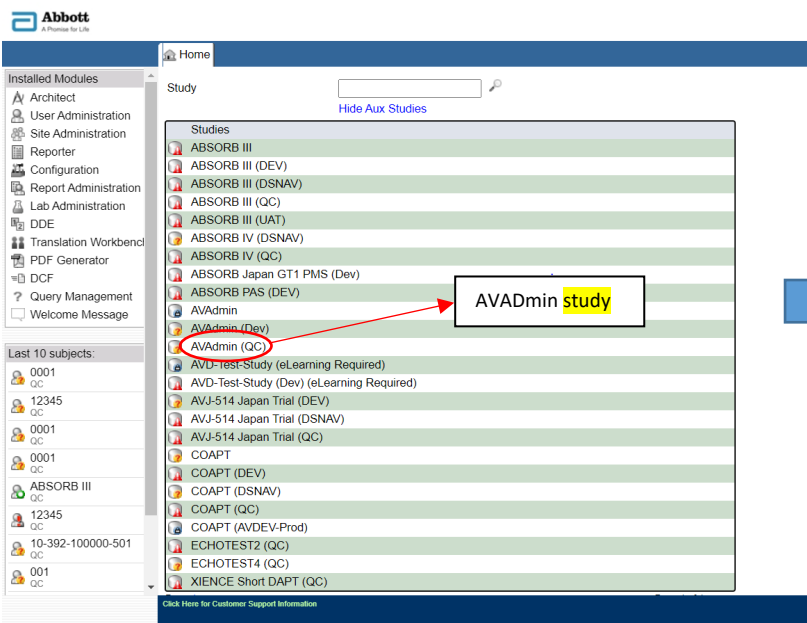 Abbott
A Promise for Life
Home
Installed Modules
Architect
User Administration
Site Administration
Reporter
Configuration
Report Administration
Lab Administration
DDE
Translation Workbencl
PDF Generator
DCF
Query Management
Welcome Message
Last 10 subjects:
0001
QC
12345
QC
0001
QC
0001
QC
ABSORB III
QC
12345
QC
10-392-100000-501
QC
001
QC
Study
Hide Aux Studies
Studies
ABSORB III
ABSORB III (DEV)
ABSORB III (DSNAV)
ABSORB III (QC)
ABSORB III (UAT)
ABSORB IV (DSNAV)
ABSORB IV (QC)
ABSORB Japan GT1 PMS (Dev)
ABSORB PAS (DEV)
AVAdmin
AVAdmin (Dev)
AVAdmin (QC)
AVD-Test-Study (eLearning Required)
AVD-Test-Study (Dev) (eLearning Required)
AVJ-514 Japan Trial (DEV)
AVJ-514 Japan Trial (DSNAV)
AVJ-514 Japan Trial (QC)
COAPT
COAPT (DEV)
COAPT (DSNAV)
COAPT (QC)
COAPT (AVDEV-Prod)
ECHOTEST2 (QC)
ECHOTEST4 (QC)
XIENCE Short DAPT (QC)
AVADmin study
Click Here for Customer Support Information